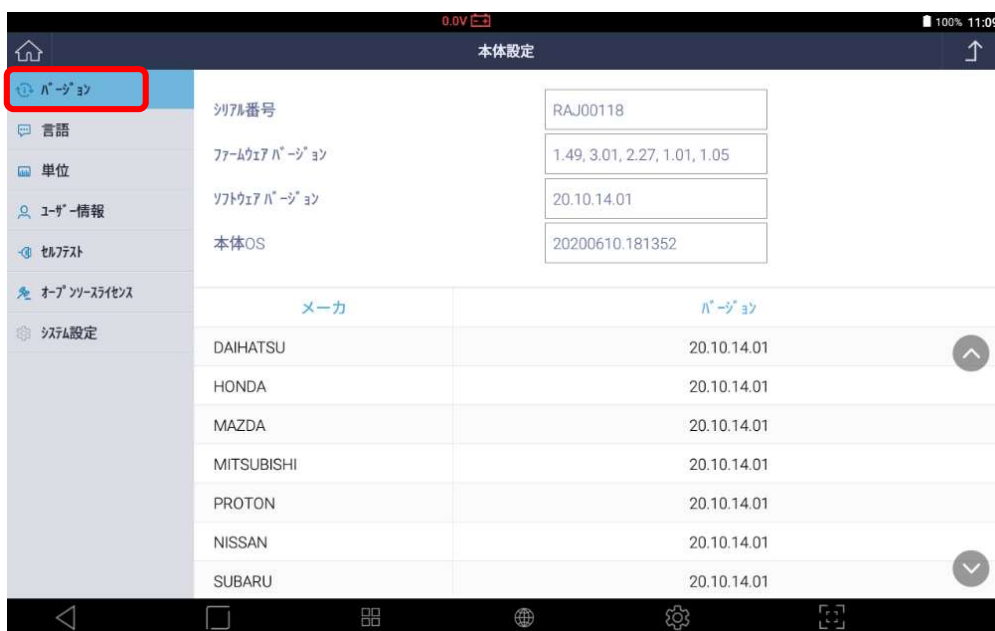 0.0V
100% 11:09
本体設定
ﾊﾞｰｼﾞｮﾝ
言語
単位
ﾕｰｻﾞｰ情報
ｾﾙﾌﾃｽﾄ
ｵｰﾌﾟﾝｿｰｽﾗｲｾﾝｽ
ｼｽﾃﾑ設定
ｼﾘｱﾙ番号 RAJ00118
ﾌｧｰﾑｳｪｱ ﾊﾞｰｼﾞｮﾝ 1.49, 3.01, 2.27, 1.01, 1.05
ｿﾌﾄｳｪｱ ﾊﾞｰｼﾞｮﾝ 20.10.14.01
本体OS 20200610.181352
メーカ ﾊﾞｰｼﾞｮﾝ
DAIHATSU 20.10.14.01
HONDA 20.10.14.01
MAZDA 20.10.14.01
MITSUBISHI 20.10.14.01
PROTON 20.10.14.01
NISSAN 20.10.14.01
SUBARU 20.10.14.01